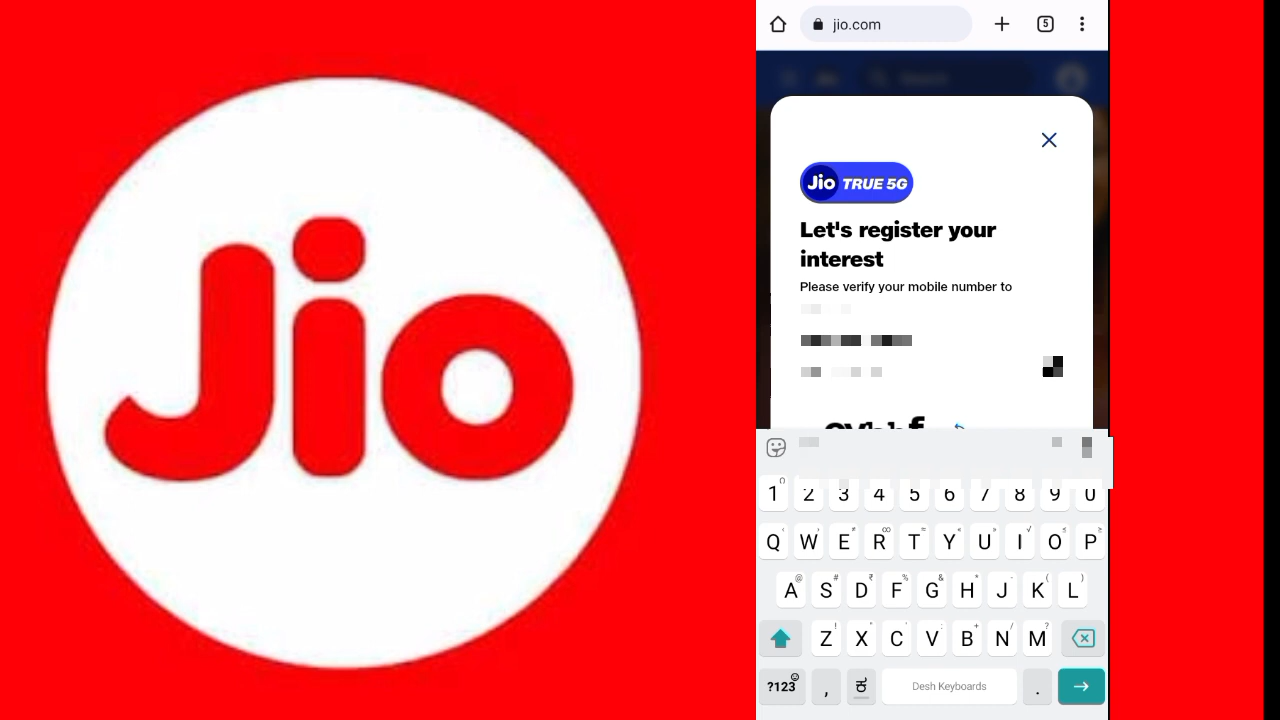 Jio
jio.com
5
Jio TRUE 5G
Let's register your
interest
Please verify your mobile number to
1 2 3 4 5 6 7 8 9 0
Q W E R T Y U I O P
A S D F G H J K L
Z X C V B N M
?123 , ಕ Desh Keyboards .